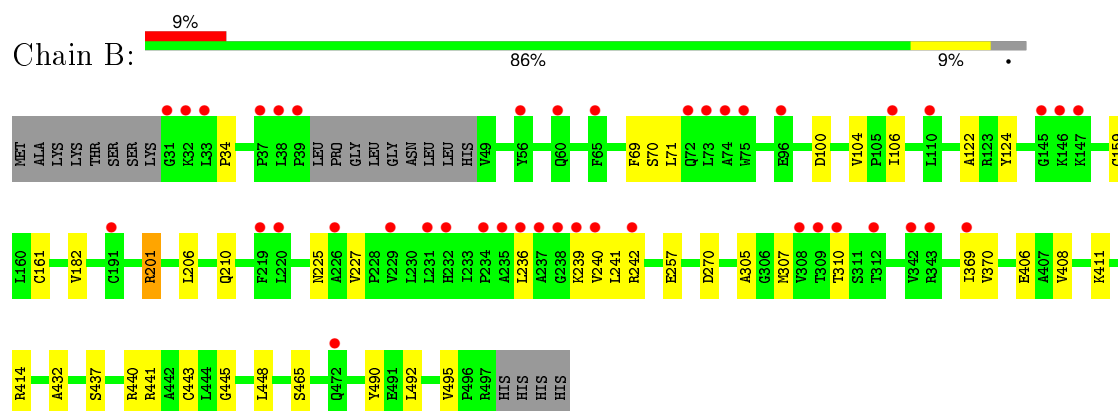 9%
Chain B:
86% 9% •
MET ALA LYS LYS THR SER SER LYS G31 K32 L33 P34 P37 L38 P39 LEU PRO GLY LEU GLY ASN LEU LEU HIS V49 Y56 Q60 F65 F69 S70 L71 Q72 L73 A74 W75 E96 D100 V104 P105 I106 L110 A122 R123 Y124 G145 K146 K147 C159
L160 C161 V182 C191 R201 L206 Q210 F219 L220 N225 A226 V227 P228 V229 L230 L231 H232 I233 P234 A235 L236 A237 G238 K239 V240 L241 R242 E257 D270 A305 G306 M307 V308 T309 T310 S311 T312 V342 R343 I369 V370 E406 A407 V408 K411
R414 A432 S437 R440 R441 A442 C443 L444 G445 L448 S465 Q472 Y490 E491 L492 V495 P496 R497 HIS HIS HIS HIS